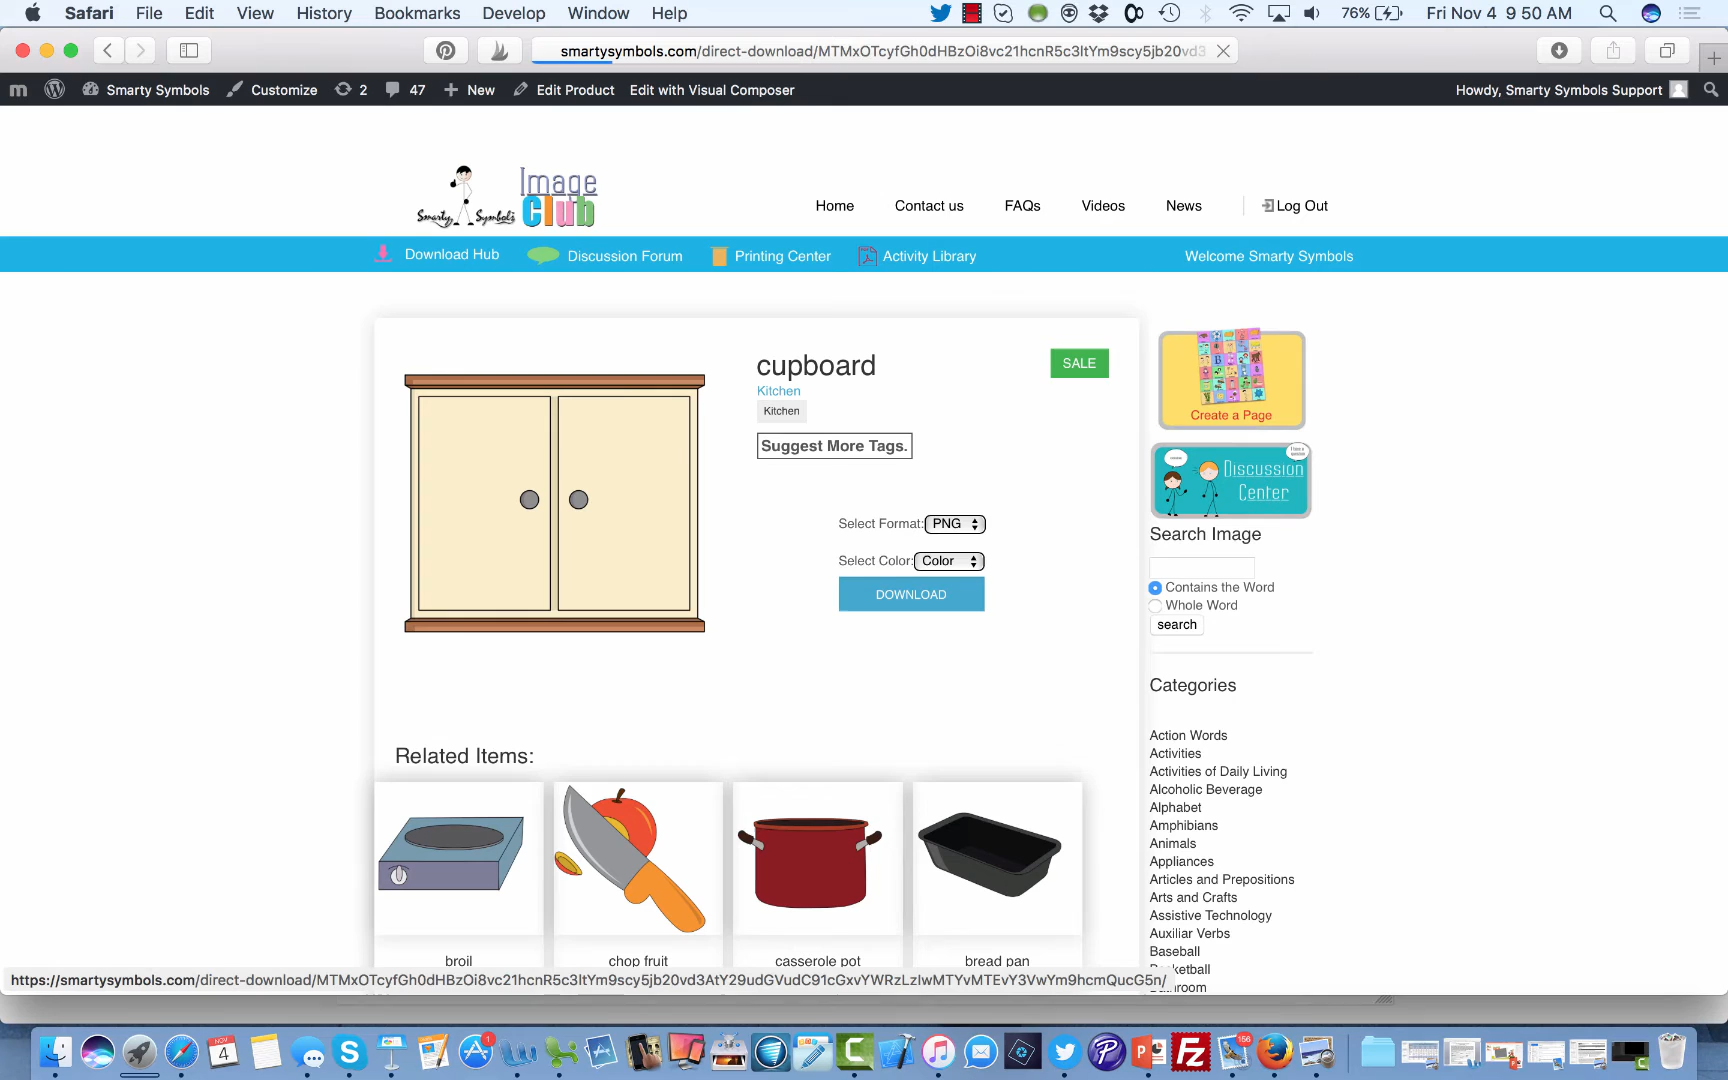 Safari File Edit View History Bookmarks Develop Window Help 76% Fri Nov 4 9:50 AM
smartysymbols.com/direct-download/MTMxOTcyfGh0dHBzOi8vc21hcnR5c3ltYm9scy5jb20vd3
Smarty Symbols Customize 2 47 New Edit Product Edit with Visual Composer Howdy, Smarty Symbols Support
Smarty Symbols Image Club
Home Contact us FAQs Videos News Log Out
Download Hub Discussion Forum Printing Center Activity Library Welcome Smarty Symbols
cupboard SALE
Kitchen
Kitchen
Suggest More Tags.
Select Format: PNG
Select Color: Color
DOWNLOAD
Create a Page
Discussion
Center
Search Image
Contains the Word
Whole Word
search
Categories
Action Words
Activities
Activities of Daily Living
Alcoholic Beverage
Alphabet
Amphibians
Animals
Appliances
Articles and Prepositions
Arts and Crafts
Assistive Technology
Auxiliar Verbs
Baseball
Related Items:
broil chop fruit casserole pot bread pan
https://smartysymbols.com/direct-download/MTMxOTcyfGh0dHBzOi8vc21hcnR5c3ltYm9scy5jb20vd3AtY29udGVudC91cGxvYWRzLzIwMTYvMTEvY3VwYm9hcmQucG5n/
NOV
4
1
156